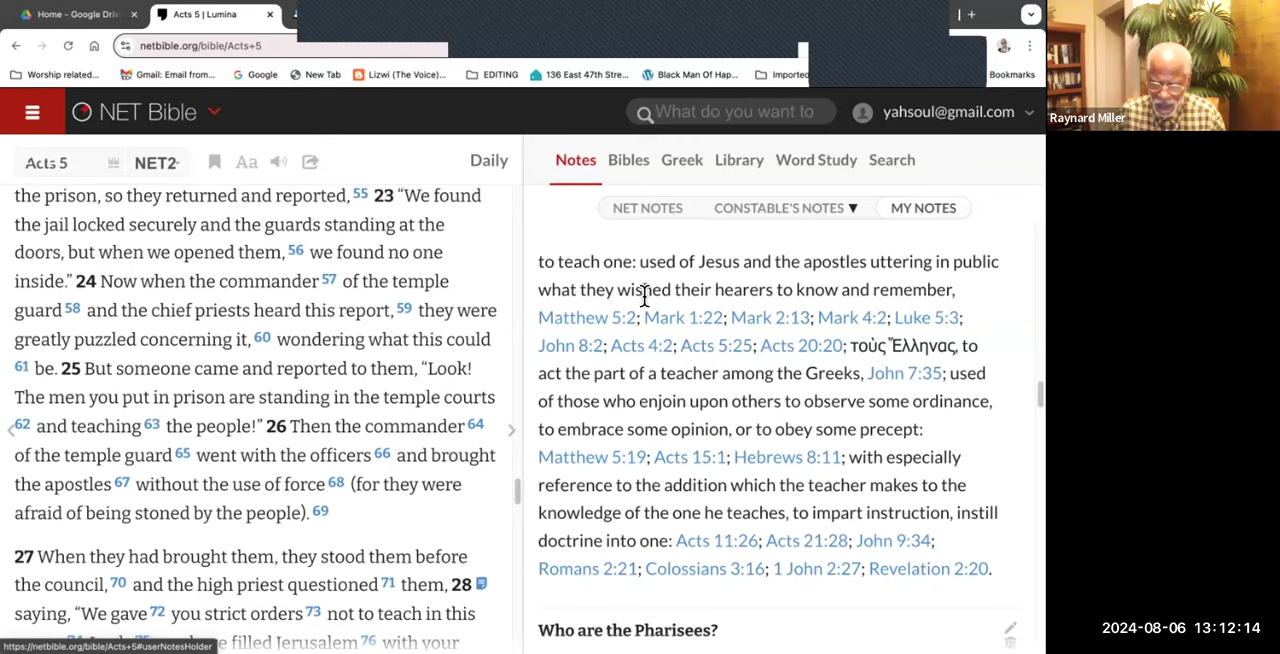 Home - Google Driv
Acts 5 | Lumina
netbible.org/bible/Acts+5
Worship related...
Gmail: Email from...
Google
New Tab
Lizwi (The Voice)...
EDITING
136 East 47th Stre...
Black Man Of Hap...
Imported
Bookmarks
NET Bible
What do you want to
yahsoul@gmail.com
Raynard Miller
Acts 5
NET2
Aa
Daily
the prison, so they returned and reported, 55 23 “We found
the jail locked securely and the guards standing at the
doors, but when we opened them, 56 we found no one
inside.” 24 Now when the commander 57 of the temple
guard 58 and the chief priests heard this report, 59 they were
greatly puzzled concerning it, 60 wondering what this could
61 be. 25 But someone came and reported to them, “Look!
The men you put in prison are standing in the temple courts
62 and teaching 63 the people!” 26 Then the commander 64
of the temple guard 65 went with the officers 66 and brought
the apostles 67 without the use of force 68 (for they were
afraid of being stoned by the people). 69
27 When they had brought them, they stood them before
the council, 70 and the high priest questioned 71 them, 28
saying, “We gave 72 you strict orders 73 not to teach in this
filled Jerusalem 76 with your
https://netbible.org/bible/Acts+5#userNotesHolder
Notes Bibles Greek Library Word Study Search
NET NOTES CONSTABLE'S NOTES ▼ MY NOTES
to teach one: used of Jesus and the apostles uttering in public
what they wished their hearers to know and remember,
Matthew 5:2; Mark 1:22; Mark 2:13; Mark 4:2; Luke 5:3;
John 8:2; Acts 4:2; Acts 5:25; Acts 20:20; τοὺς Ἕλληνας, to
act the part of a teacher among the Greeks, John 7:35; used
of those who enjoin upon others to observe some ordinance,
to embrace some opinion, or to obey some precept:
Matthew 5:19; Acts 15:1; Hebrews 8:11; with especially
reference to the addition which the teacher makes to the
knowledge of the one he teaches, to impart instruction, instill
doctrine into one: Acts 11:26; Acts 21:28; John 9:34;
Romans 2:21; Colossians 3:16; 1 John 2:27; Revelation 2:20.
Who are the Pharisees?
2024-08-06 13:12:14